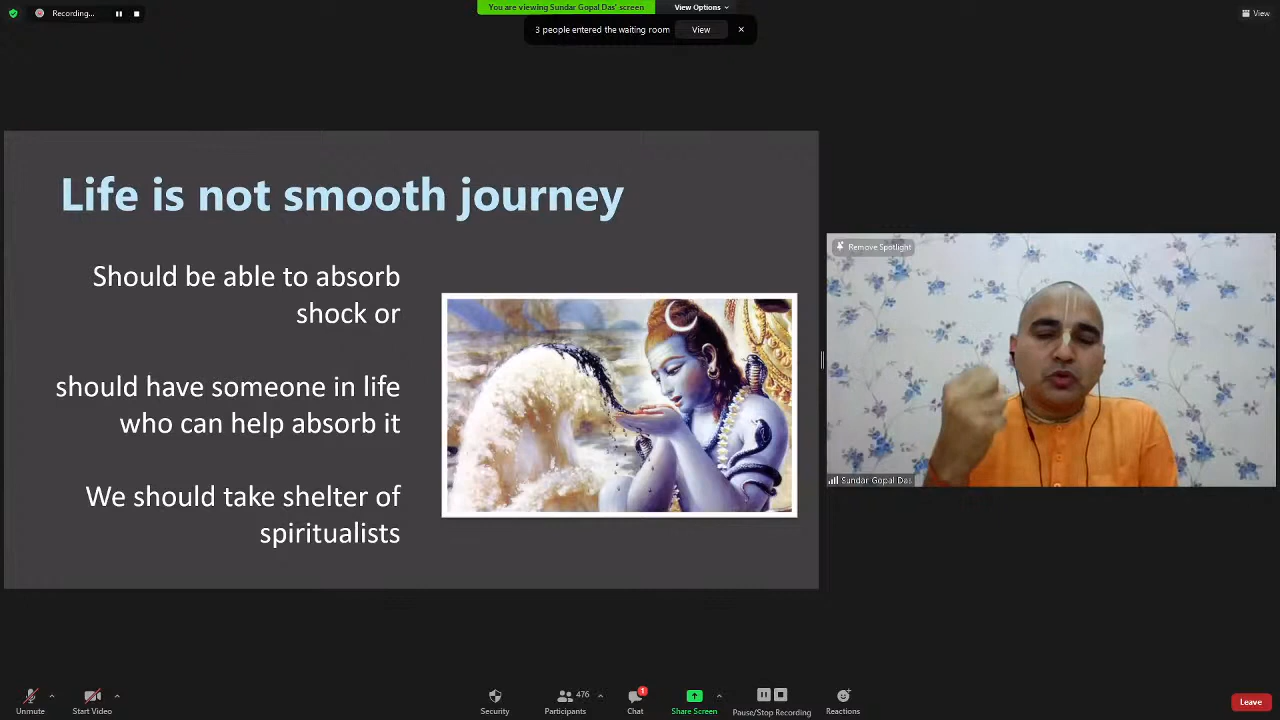 Recording...
You are viewing Sundar Gopal Das' screen
View Options
View
3 people entered the waiting room
View
Life is not smooth journey
Should be able to absorb
shock or
should have someone in life
who can help absorb it
We should take shelter of
spiritualists
Remove Spotlight
Sundar Gopal Das
Unmute
Start Video
Security
476
Participants
1
Chat
Share Screen
Pause/Stop Recording
Reactions
Leave